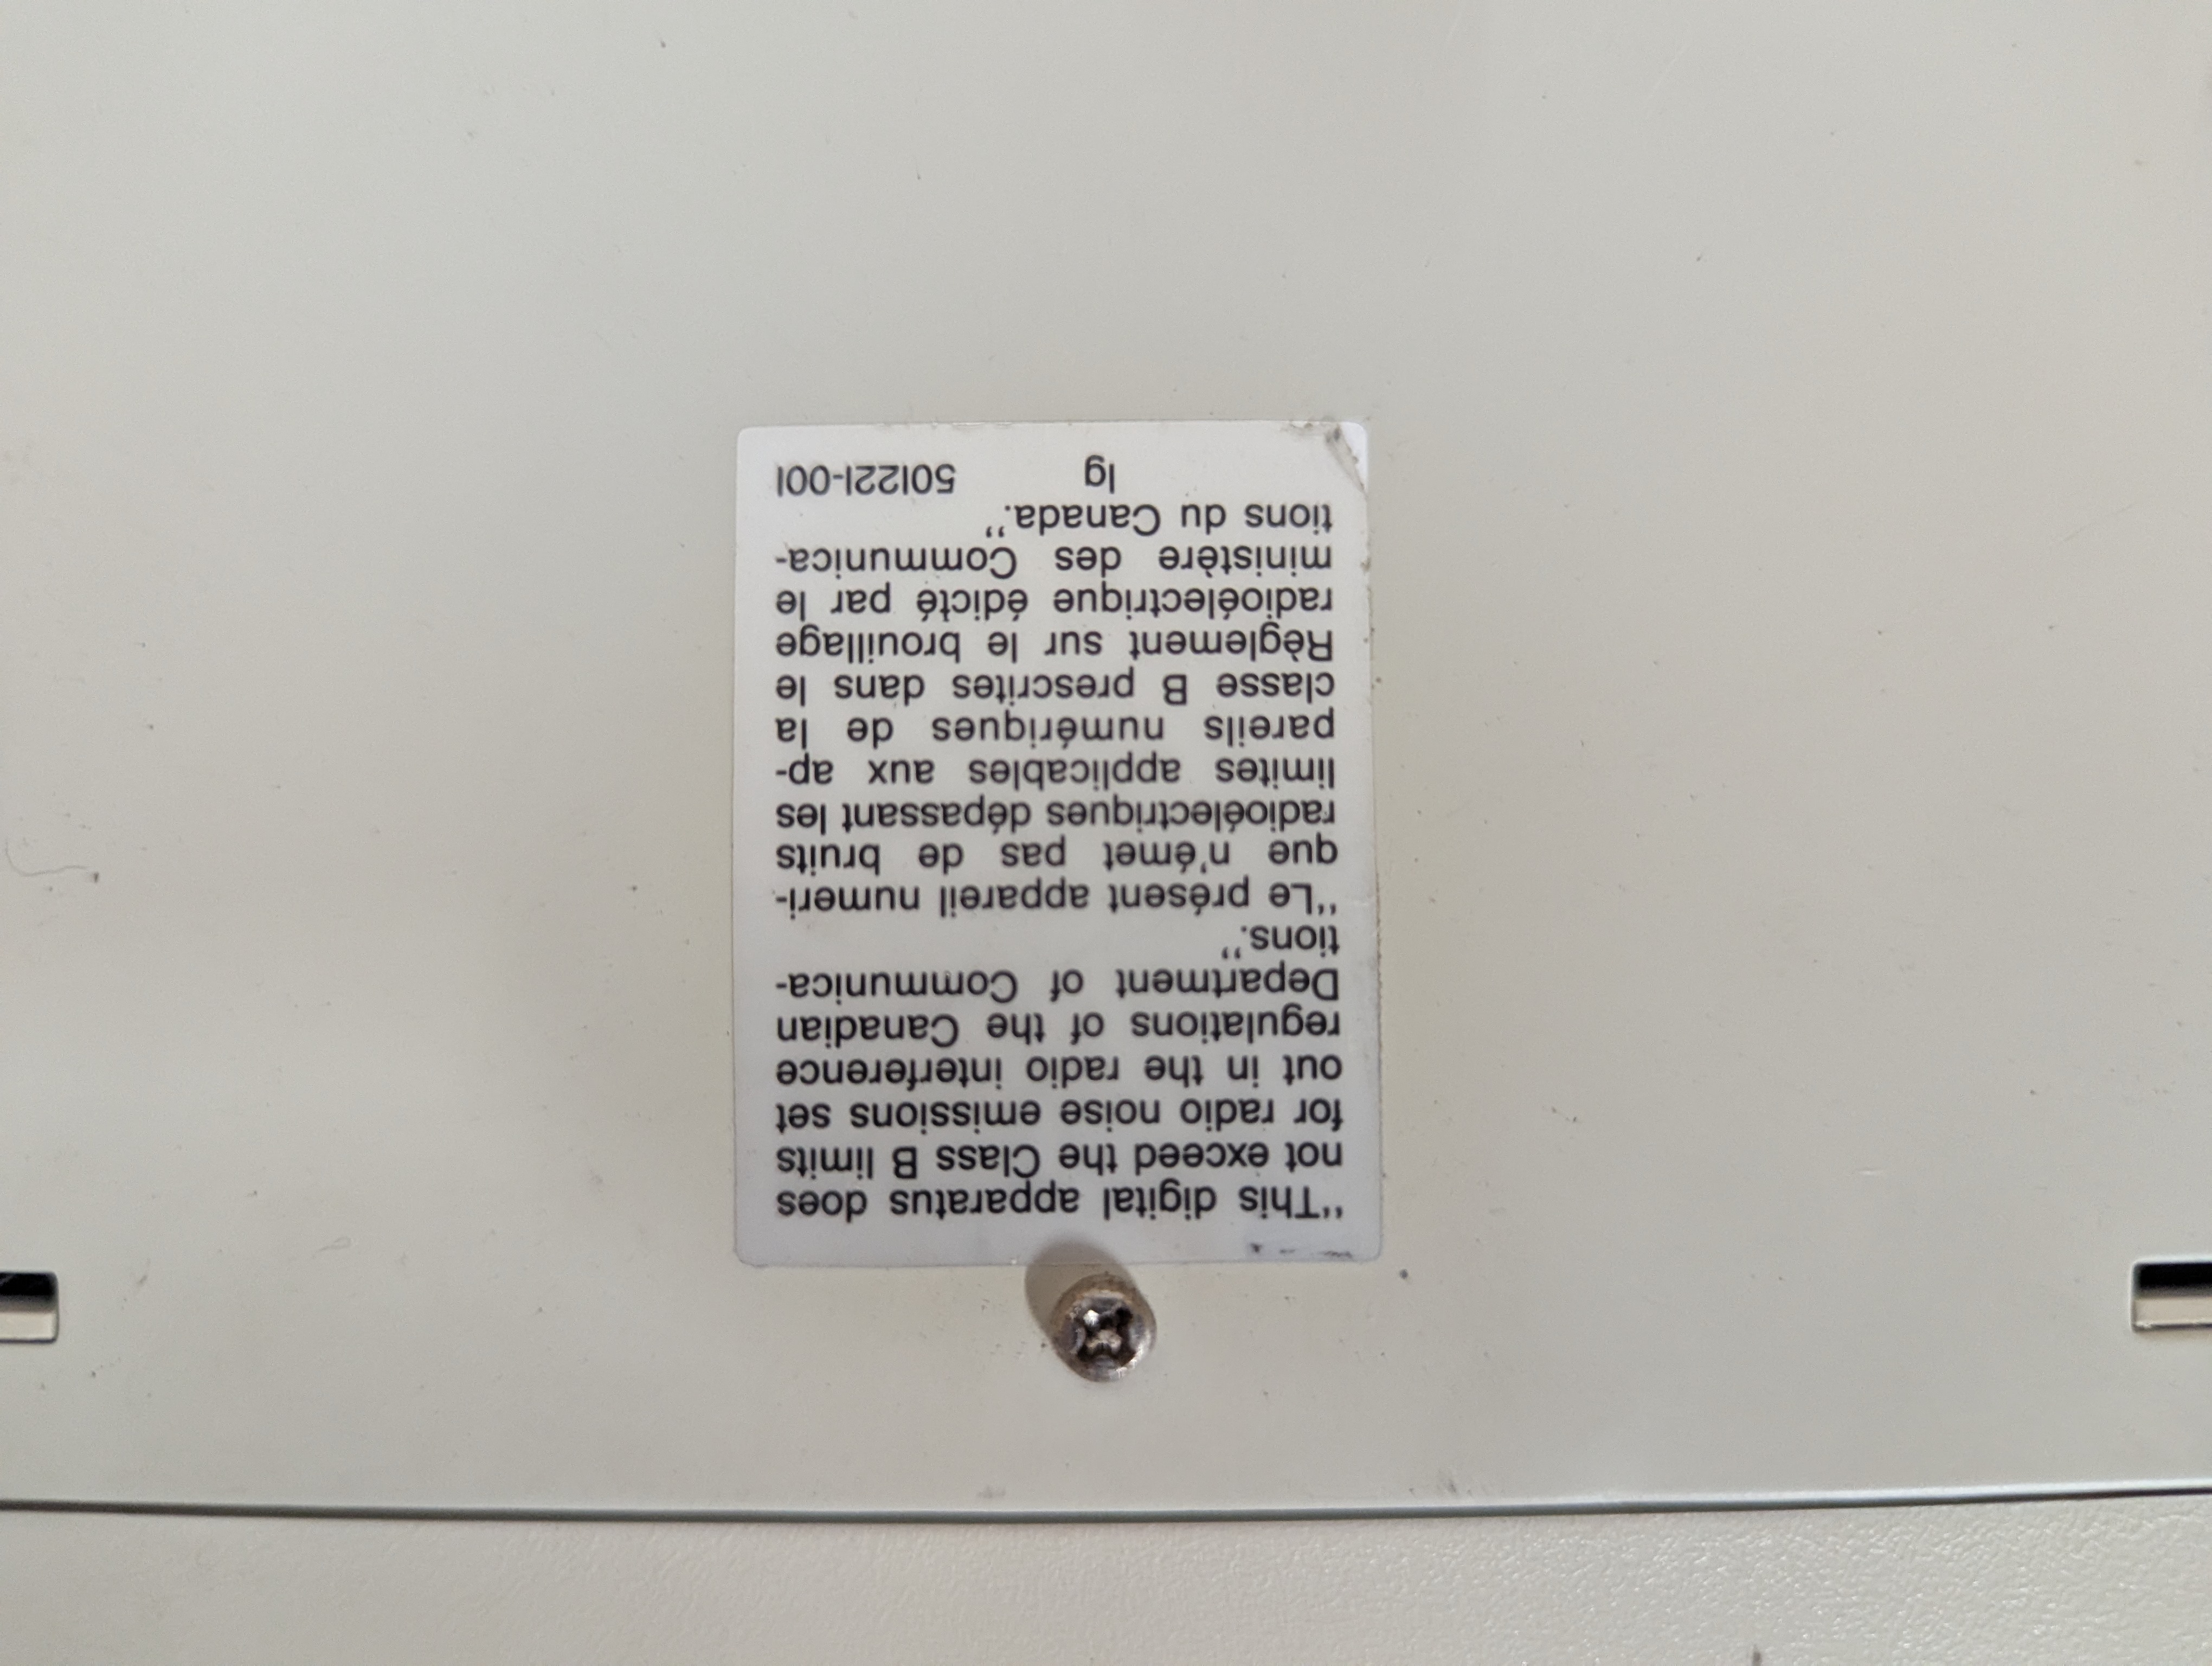 "This digital apparatus does
not exceed the Class B limits
for radio noise emissions set
out in the radio interference
regulations of the Canadian
Department of Communica-
tions."
"Le présent appareil numeri-
que n'émet pas de bruits
radioélectriques dépassant les
limites applicables aux ap-
pareils numériques de la
classe B prescrites dans le
Règlement sur le brouillage
radioélectrique édicté par le
ministère des Communica-
tions du Canada."
lg 501221-001